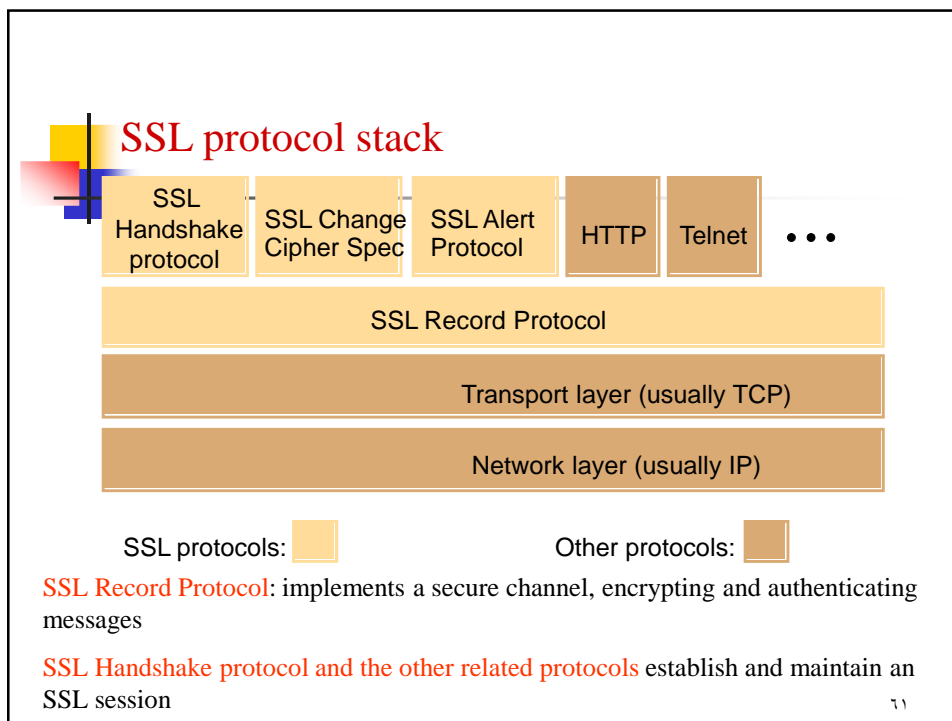 SSL protocol stack
SSL
Handshake
protocol
SSL Change
Cipher Spec
SSL Alert
Protocol
HTTP
Telnet
•••
SSL Record Protocol
Transport layer (usually TCP)
Network layer (usually IP)
SSL protocols:
Other protocols:
SSL Record Protocol: implements a secure channel, encrypting and authenticating
messages
SSL Handshake protocol and the other related protocols establish and maintain an
SSL session
٦١